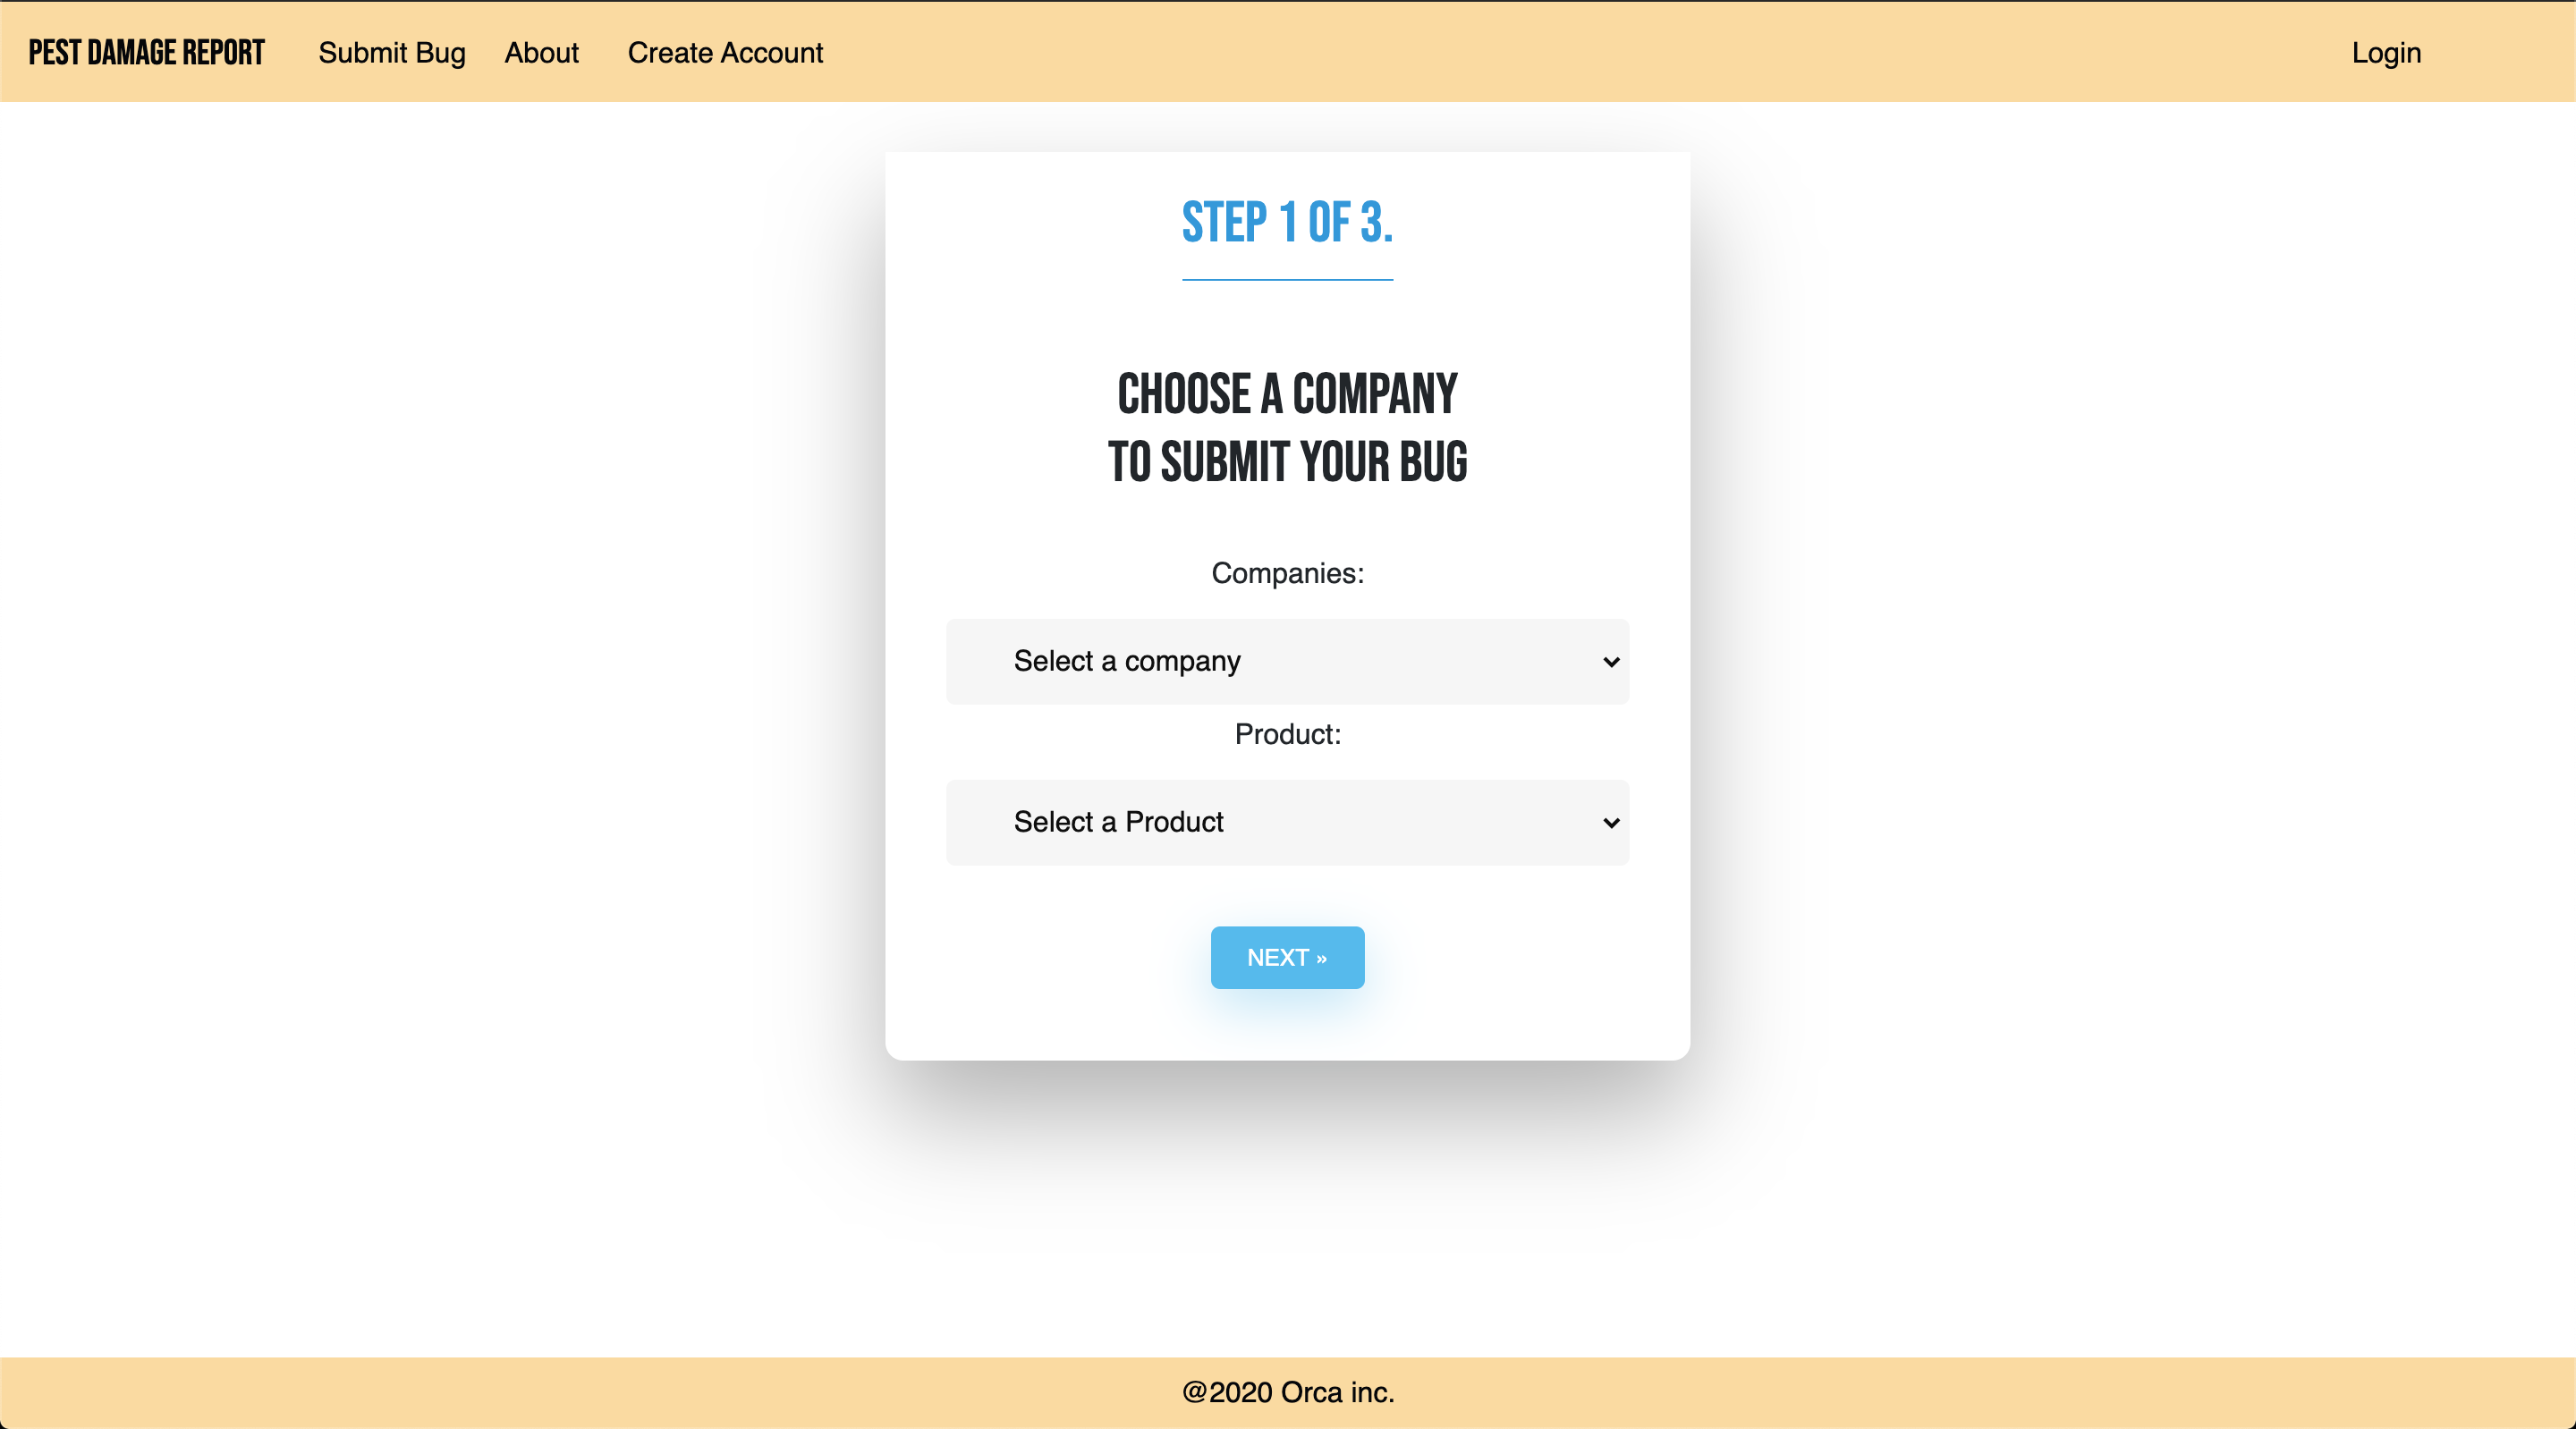 PEST DAMAGE REPORT Submit Bug About Create Account Login
STEP 1 OF 3.
CHOOSE A COMPANY
TO SUBMIT YOUR BUG
Companies:
Select a company
Product:
Select a Product
NEXT »
@2020 Orca inc.